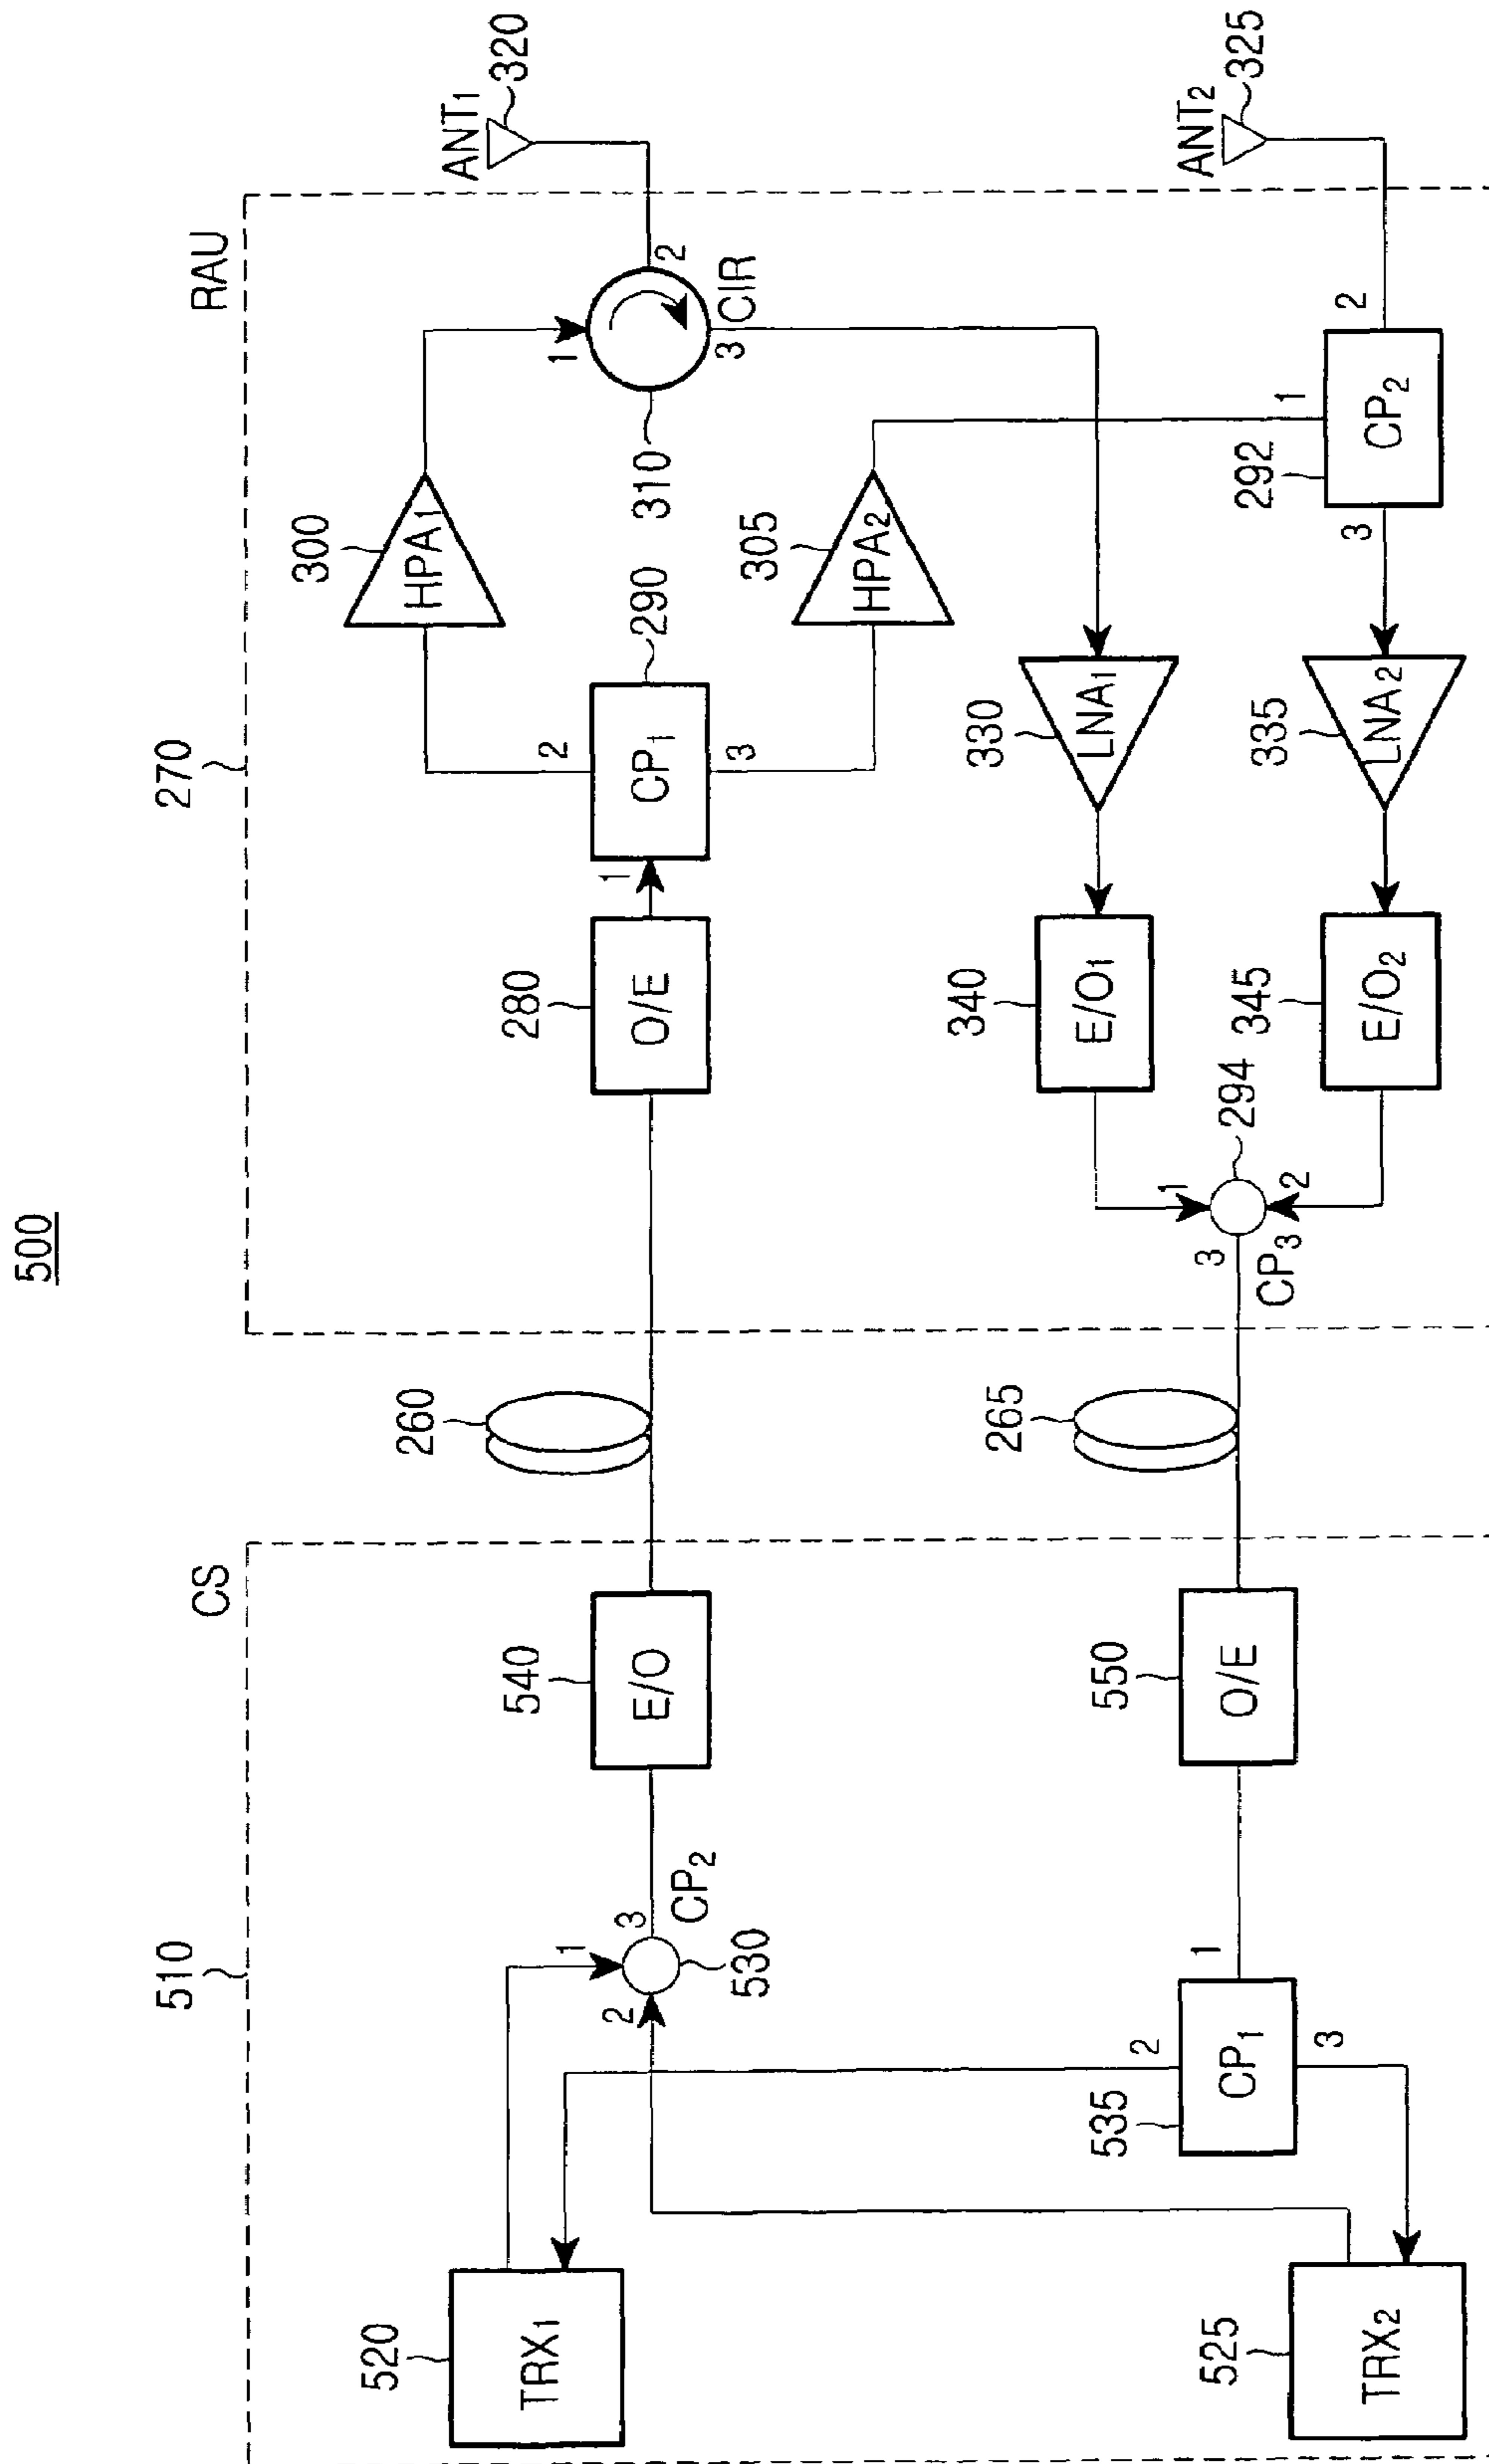 500
510
CS
520
TRX1
1
2
3
CP2
530
540
E/O
2
535
CP1
1
3
550
O/E
525
TRX2
260
265
270
RAU
280
O/E
1
CP1
290
2
3
300
HPA1
305
HPA2
1
2
3
CIR
310
ANT1
320
ANT2
325
292
CP2
1
2
3
330
LNA1
335
LNA2
340
E/O1
345
E/O2
294
1
2
3
CP3